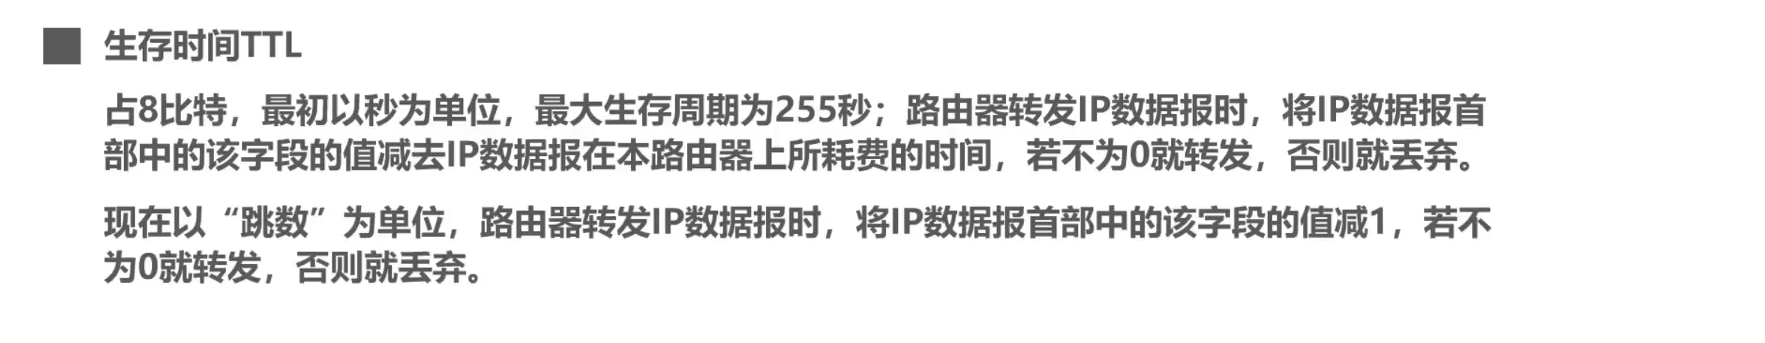 生存时间TTL
占8比特，最初以秒为单位，最大生存周期为255秒；路由器转发IP数据报时，将IP数据报首
部中的该字段的值减去IP数据报在本路由器上所耗费的时间，若不为0就转发，否则就丢弃。
现在以“跳数”为单位，路由器转发IP数据报时，将IP数据报首部中的该字段的值减1，若不
为0就转发，否则就丢弃。